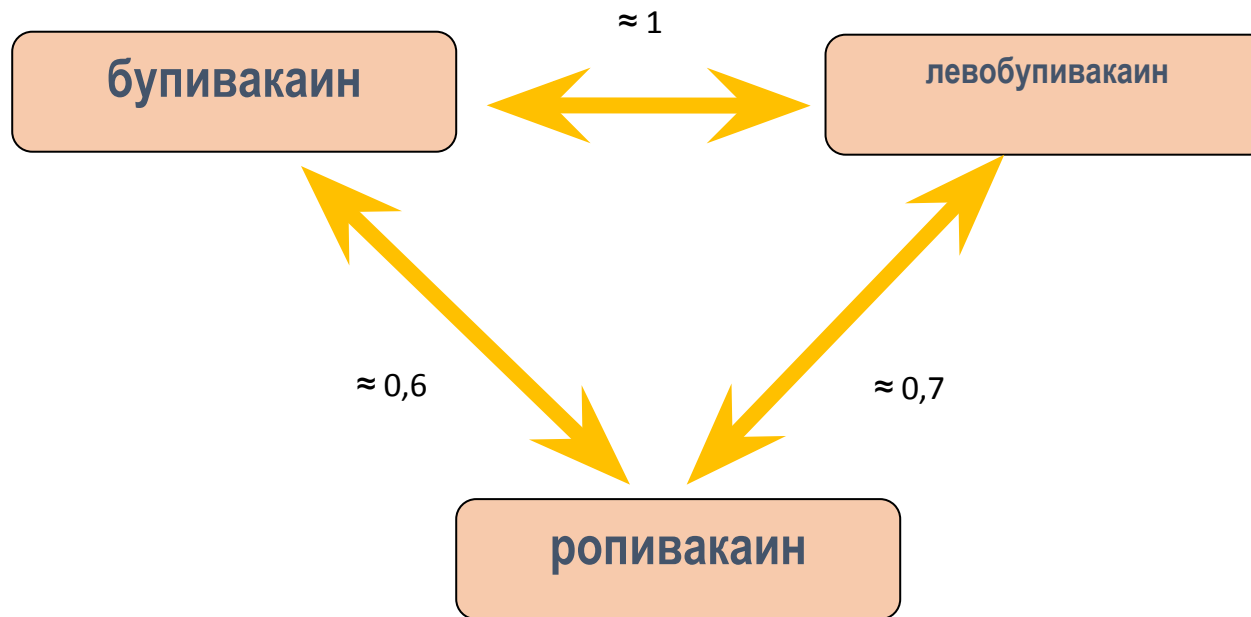 ≈ 1
бупивакаин
левобупивакаин
≈ 0,6
≈ 0,7
ропивакаин